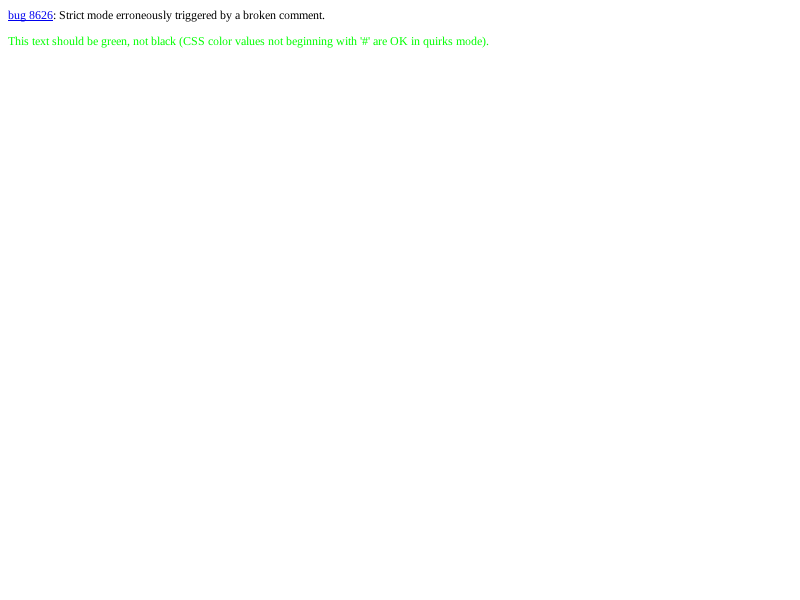 bug 8626: Strict mode erroneously triggered by a broken comment.
This text should be green, not black (CSS color values not beginning with '#' are OK in quirks mode).